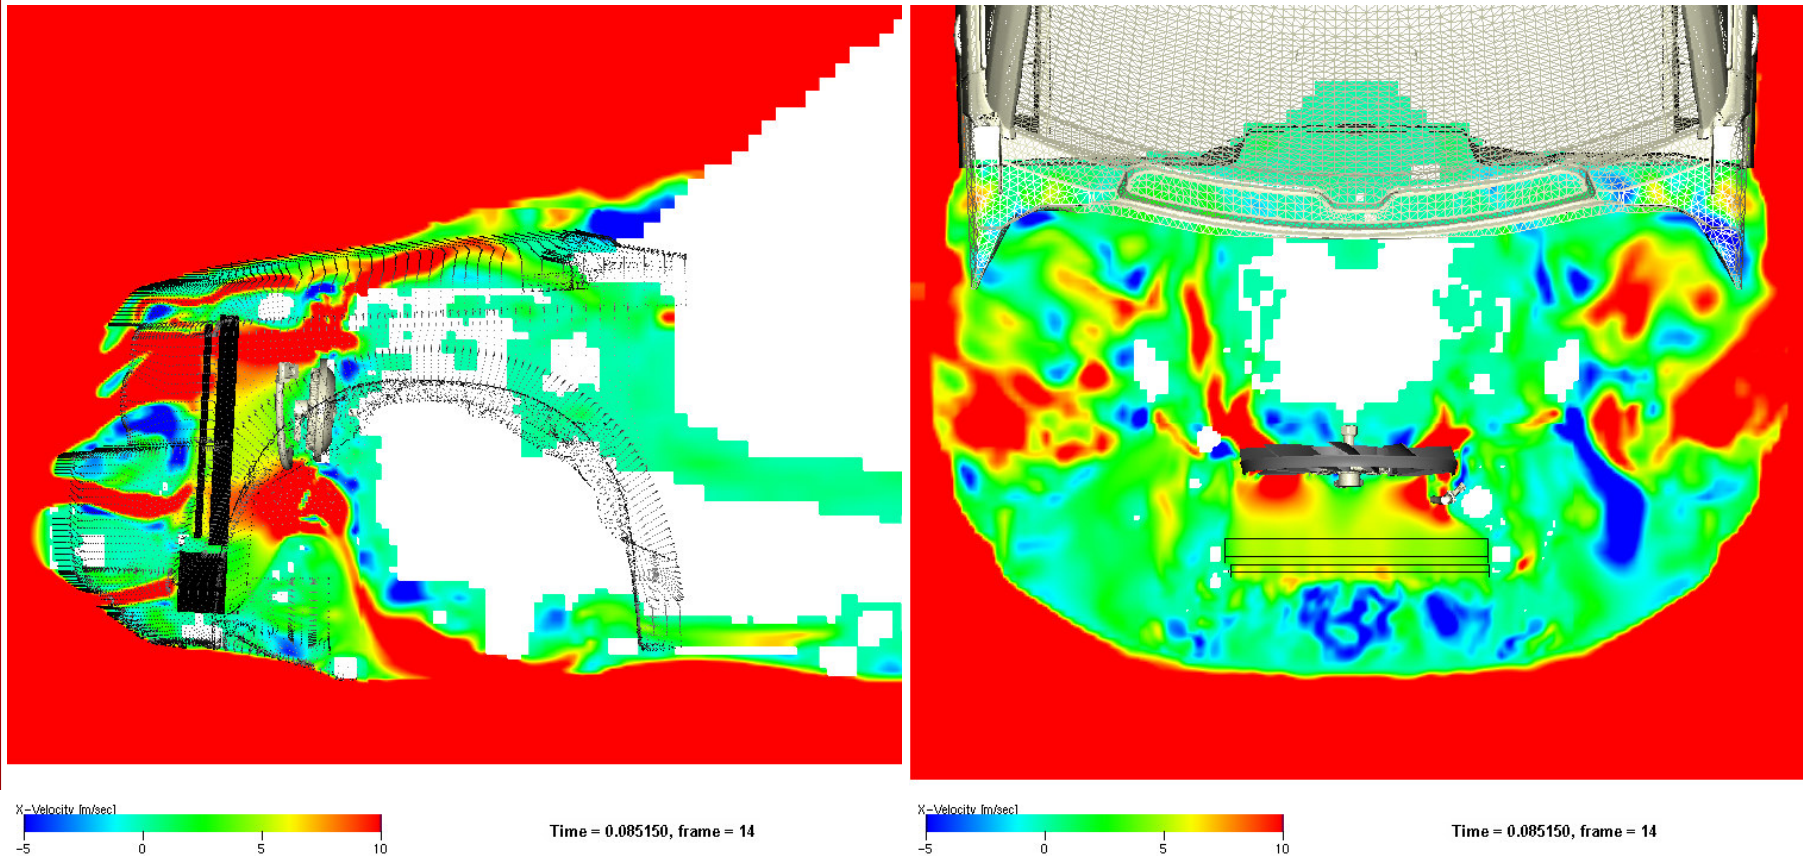 X-Velocity [m/sec]
-5 0 5 10
Time = 0.085150, frame = 14
X-Velocity [m/sec]
-5 0 5 10
Time = 0.085150, frame = 14